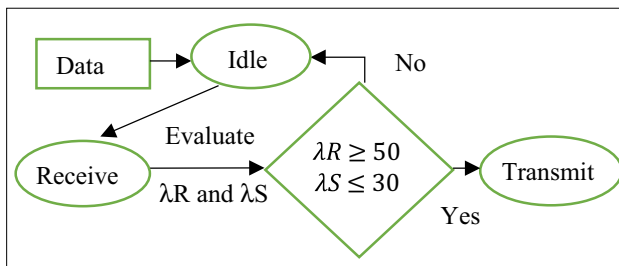 Data
Idle
No
Evaluate
Receive
λR and λS
λR ≥ 50
λS ≤ 30
Transmit
Yes